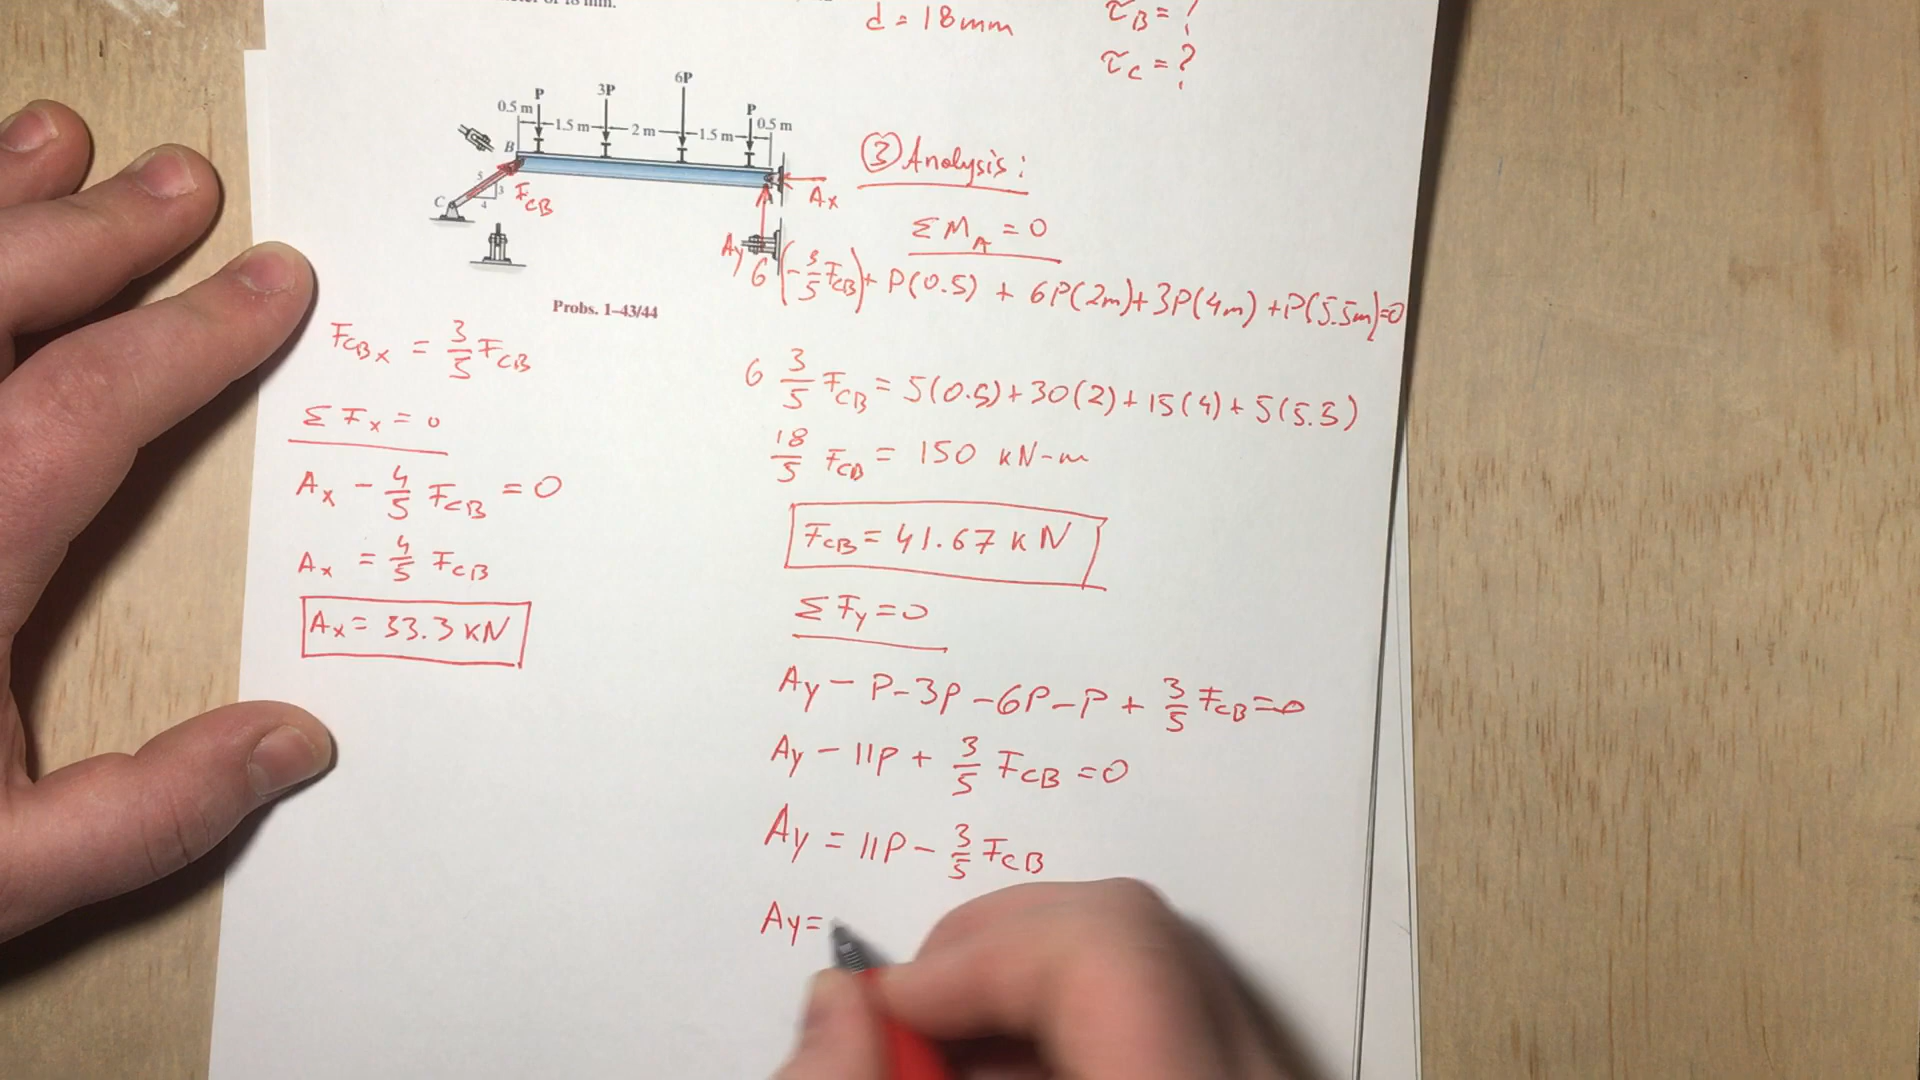 d = 18mm
τB = ?
τC = ?
6P
P
3P
P
0.5 m
1.5 m
2 m
1.5 m
0.5 m
B
5
3
4
C
FCB
A
Ax
Ay
Probs. 1–43/44
③ Analysis:
ΣMA = 0
6(-3/5 FCB) + P(0.5) + 6P(2m) + 3P(4m) + P(5.5m) = 0
FCBx = 3/5 FCB
6 3/5 FCB = 5(0.5) + 30(2) + 15(4) + 5(5.5)
ΣFx = 0
18/5 FCB = 150 kN-m
Ax - 4/5 FCB = 0
FCB = 41.67 kN
Ax = 4/5 FCB
ΣFy = 0
Ax = 33.3 kN
Ay - P - 3P - 6P - P + 3/5 FCB = 0
Ay - 11P + 3/5 FCB = 0
Ay = 11P - 3/5 FCB
Ay =